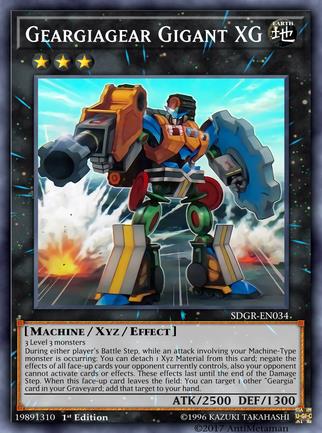 GEARGIAGEAR GIGANT XG
EARTH
地
SDGR-EN034
[MACHINE / XYZ / EFFECT]
3 Level 3 monsters
During either player's Battle Step, while an attack involving your Machine-Type
monster is occurring: You can detach 1 Xyz Material from this card; negate the
effects of all face-up cards your opponent currently controls, also your opponent
cannot activate cards or effects. These effects last until the end of the Damage
Step. When this face-up card leaves the field: You can target 1 other "Geargia"
card in your Graveyard; add that target to your hand.
ATK/2500 DEF/1300
19891310 1st Edition ©1996 KAZUKI TAKAHASHI
©2017 AntiMetaman